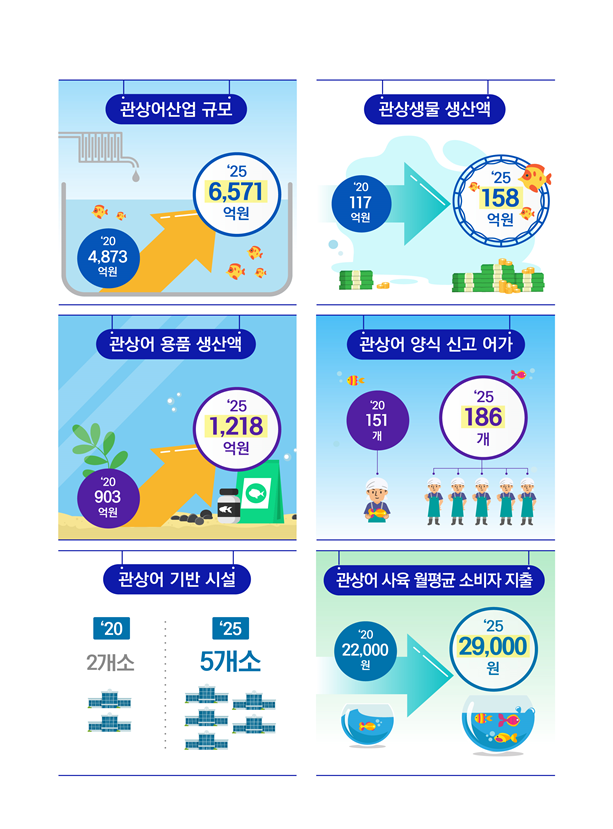 관상어산업 규모
‘25
6,571
억원
‘20
4,873
억원
관상생물 생산액
‘20
117
억원
‘25
158
억원
관상어 용품 생산액
‘25
1,218
억원
‘20
903
억원
관상어 양식 신고 어가
‘20
151
개
‘25
186
개
관상어 기반 시설
‘20
2개소
‘25
5개소
관상어 사육 월평균 소비자 지출
‘20
22,000
원
‘25
29,000
원